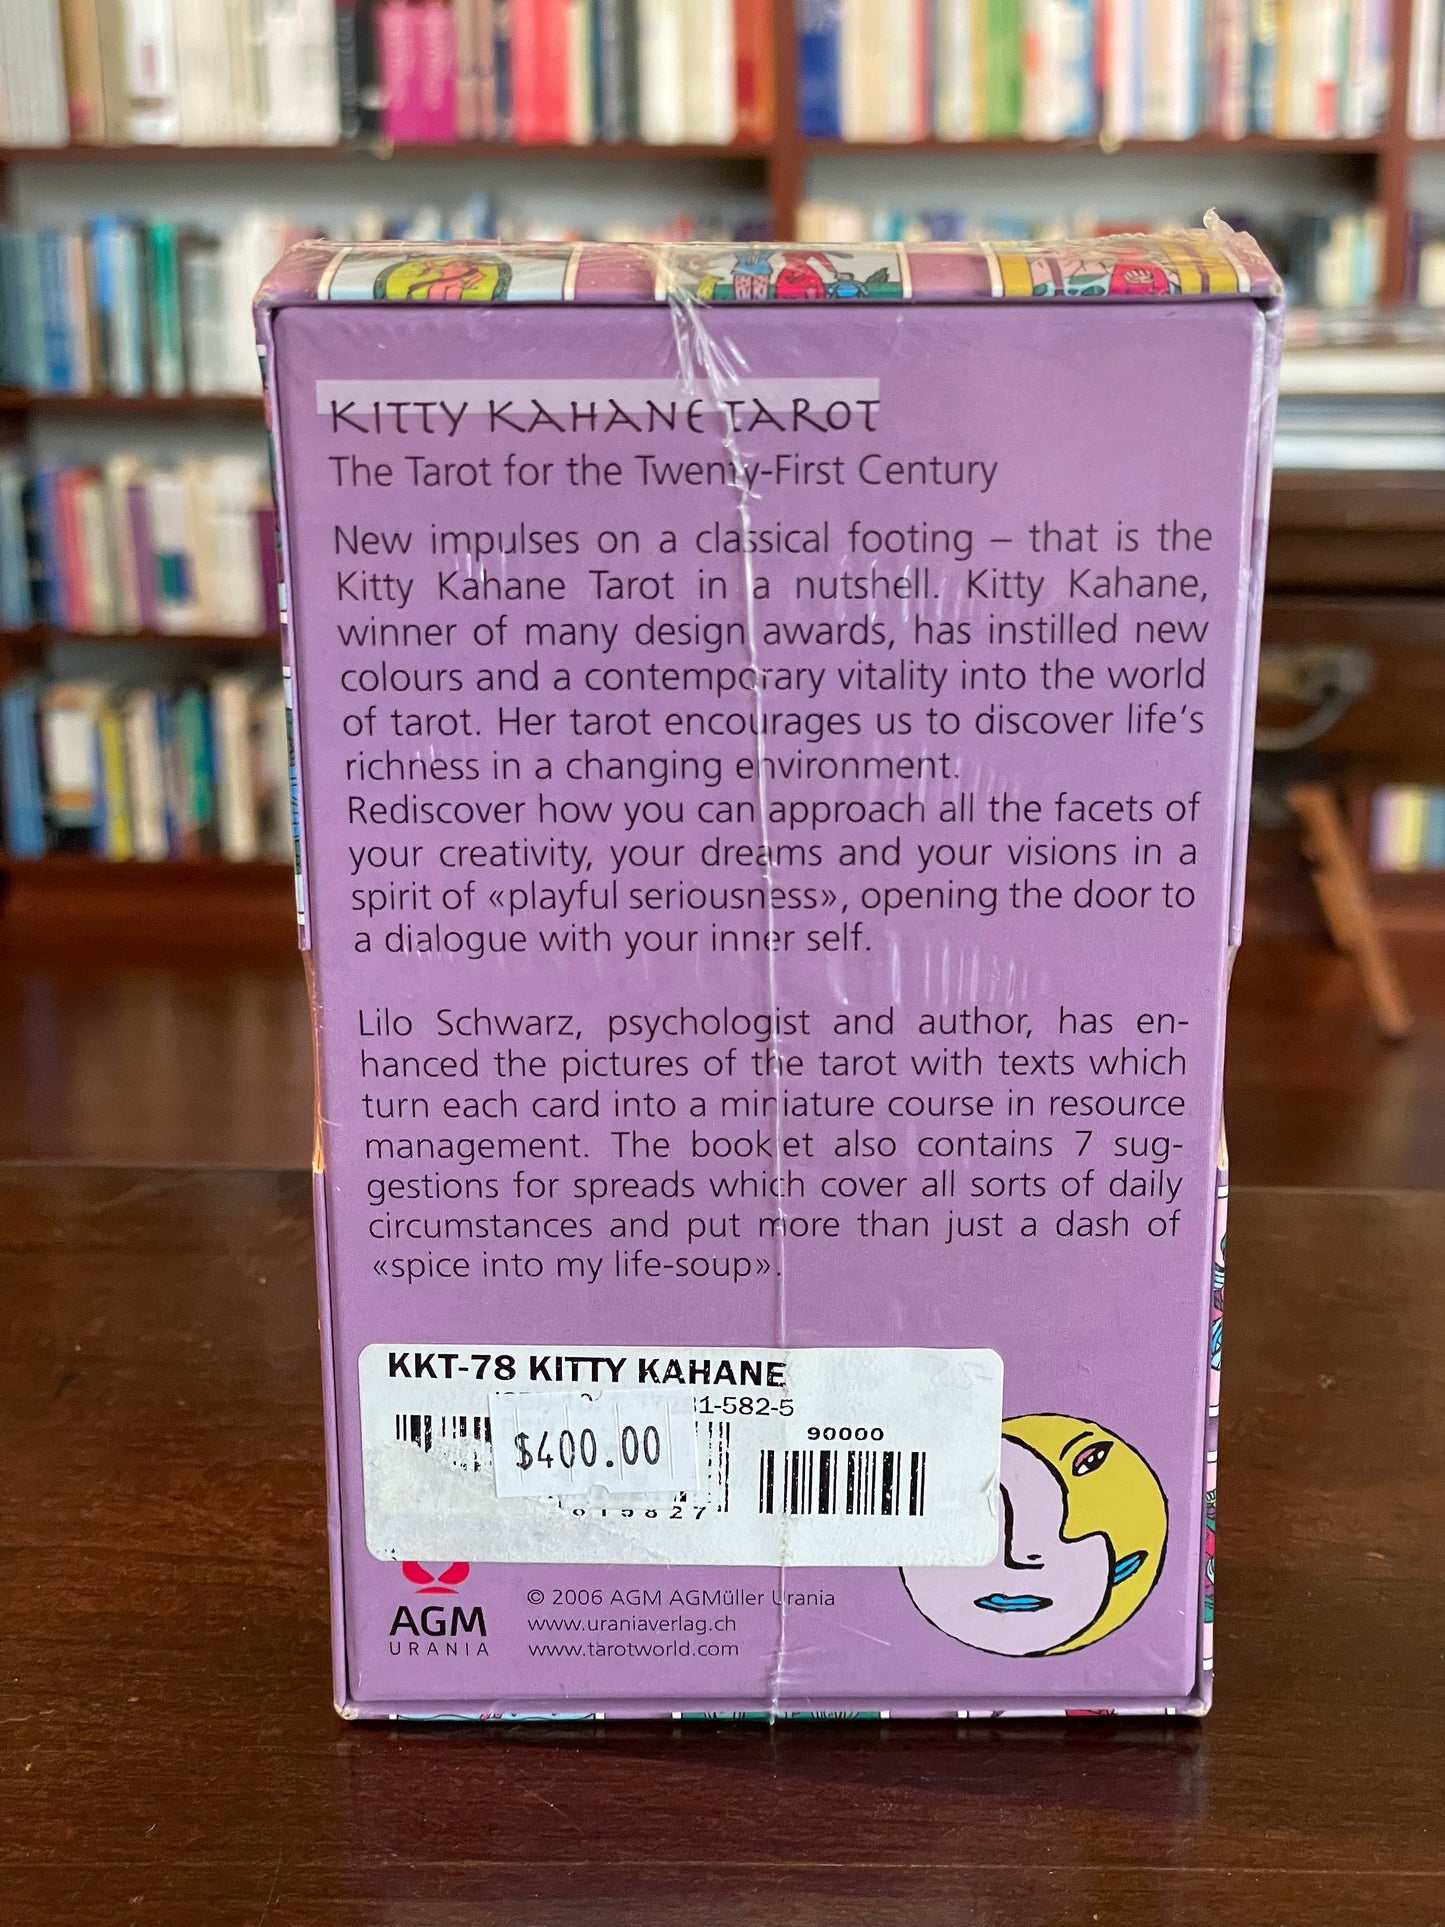 KITTY KAHANE TAROT
The Tarot for the Twenty-First Century
New impulses on a classical footing – that is the
Kitty Kahane Tarot in a nutshell. Kitty Kahane,
winner of many design awards, has instilled new
colours and a contemporary vitality into the world
of tarot. Her tarot encourages us to discover life's
richness in a changing environment.
Rediscover how you can approach all the facets of
your creativity, your dreams and your visions in a
spirit of «playful seriousness», opening the door to
a dialogue with your inner self.
Lilo Schwarz, psychologist and author, has en-
hanced the pictures of the tarot with texts which
turn each card into a miniature course in resource
management. The booklet also contains 7 sug-
gestions for spreads which cover all sorts of daily
circumstances and put more than just a dash of
«spice into my life-soup».
KKT-78 KITTY KAHANE
1-582-5
90000
$400.00
815827
AGM
URANIA
© 2006 AGM AGMüller Urania
www.uraniaverlag.ch
www.tarotworld.com